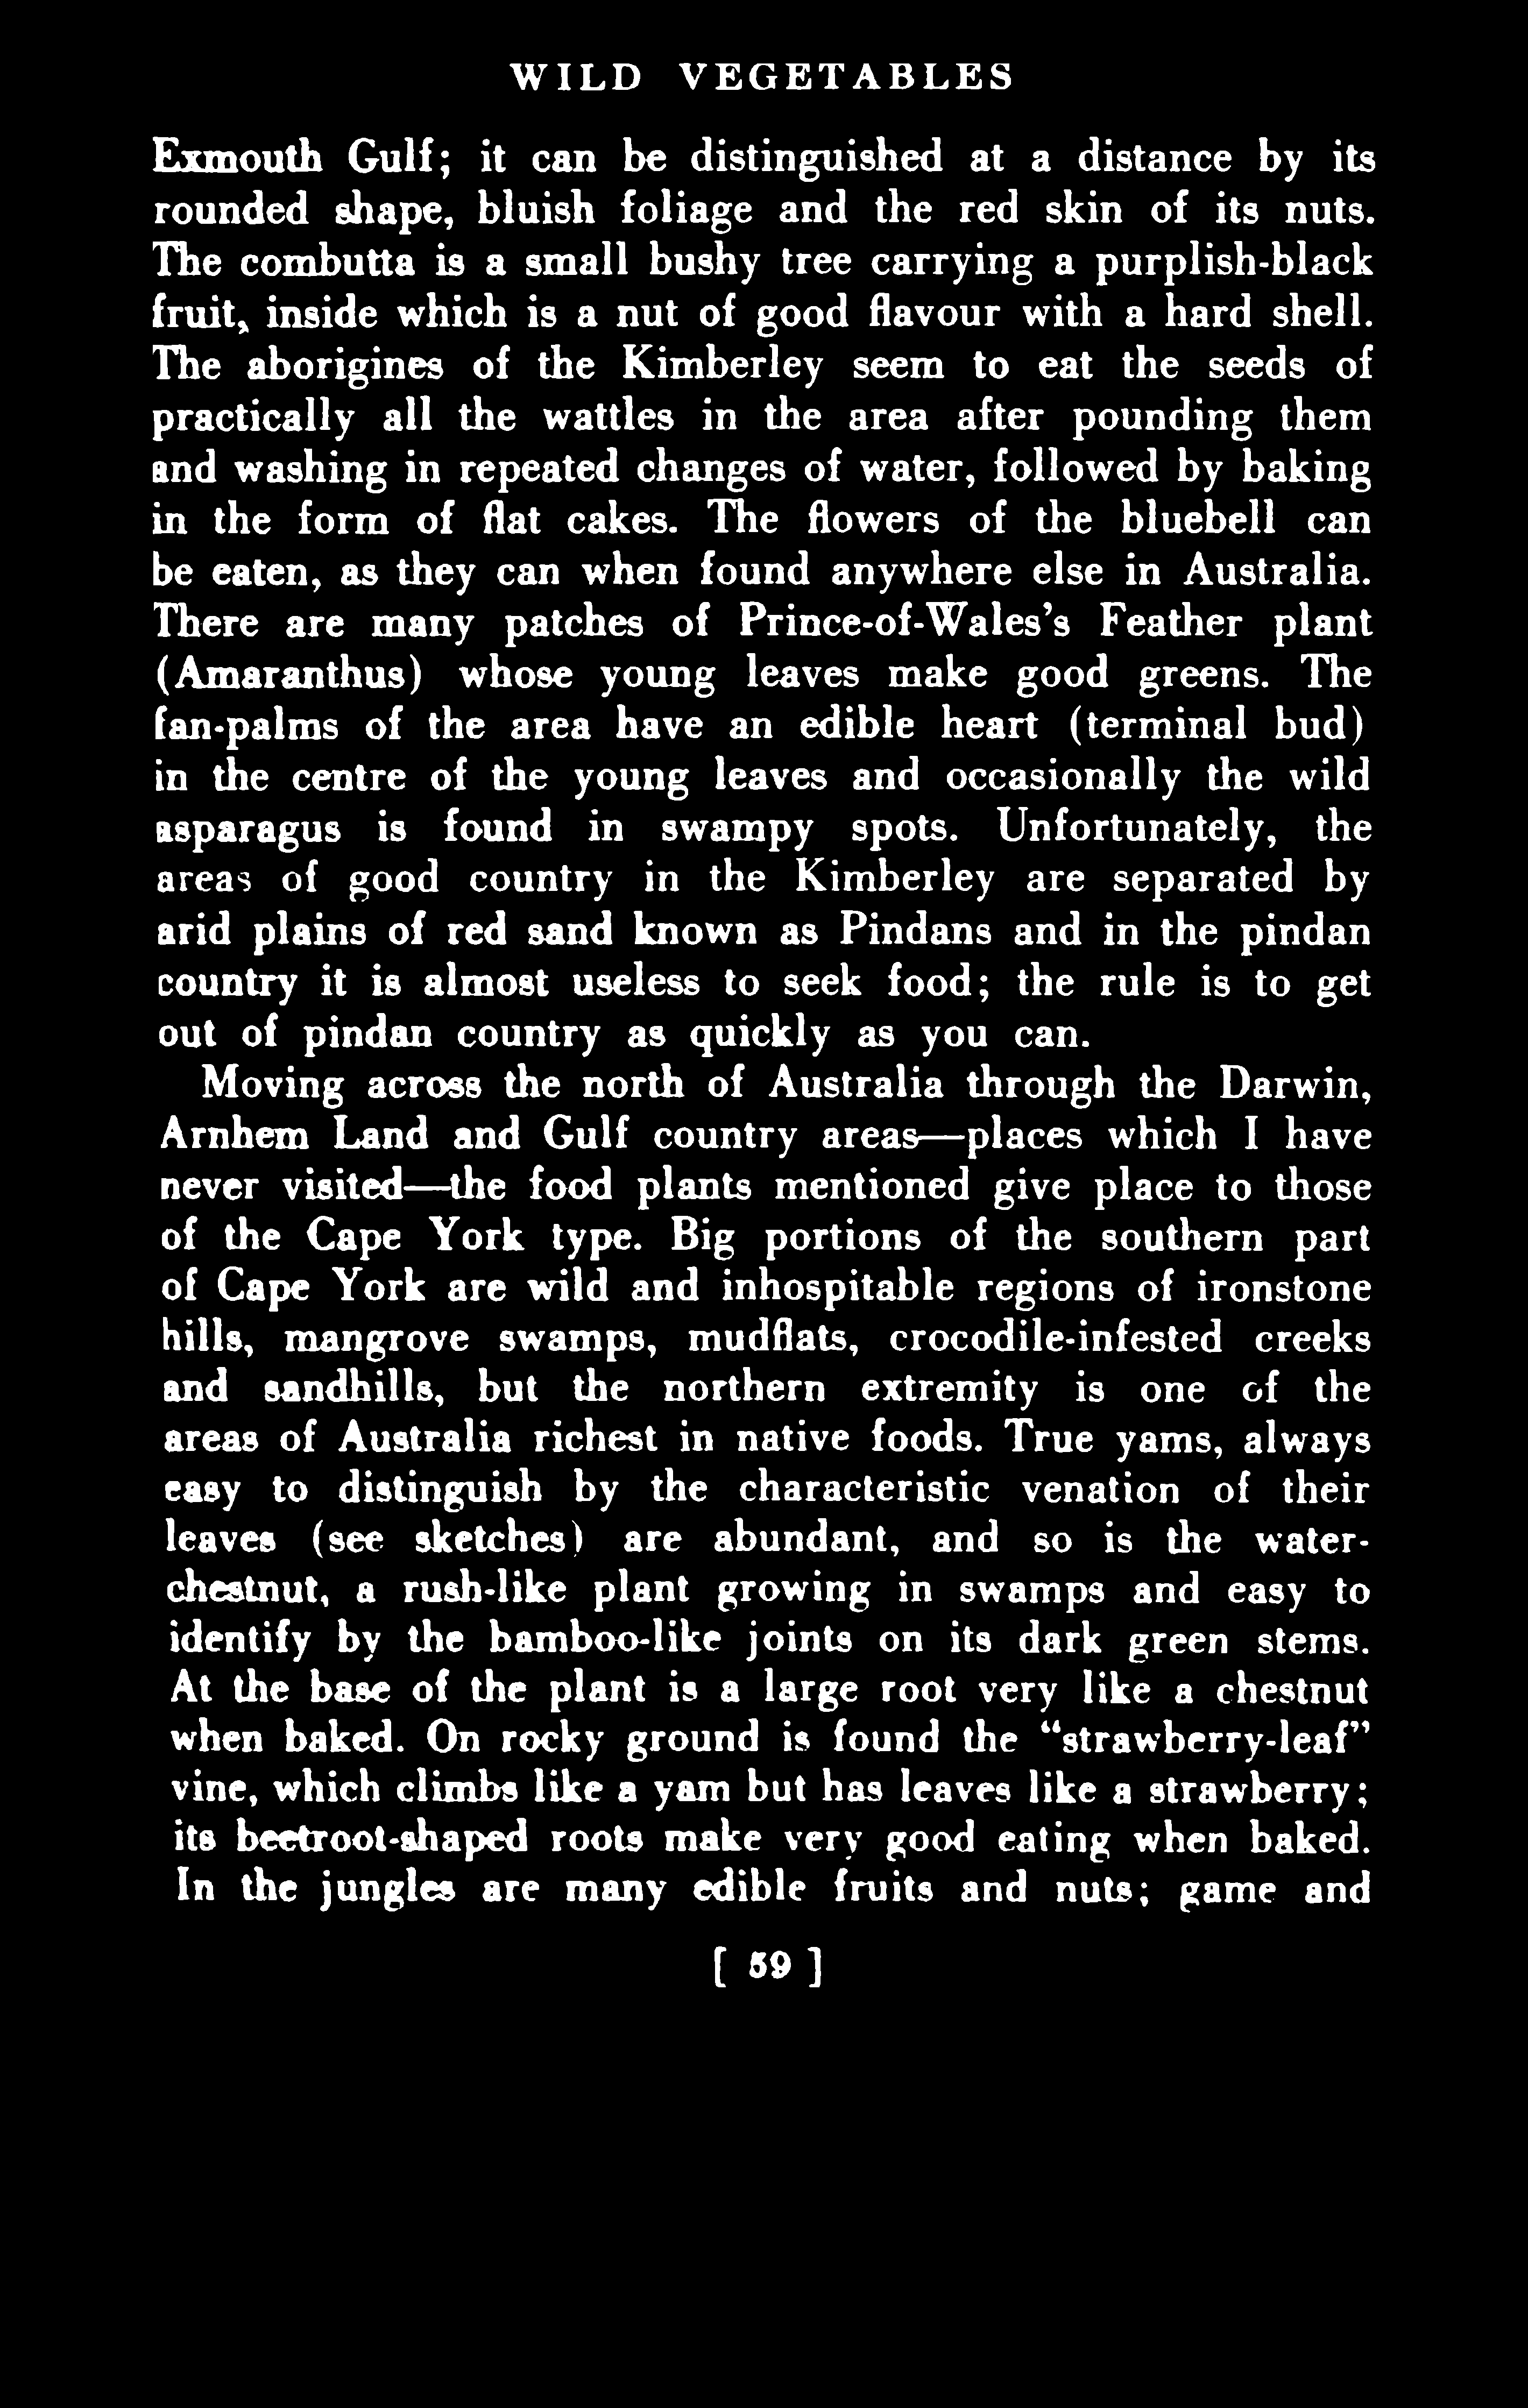 WILD VEGETABLES
Exmouth Gulf; it can be distinguished at a distance by its
rounded shape, bluish foliage and the red skin of its nuts.
The combutta is a small bushy tree carrying a purplish-black
fruit, inside which is a nut of good flavour with a hard shell.
The aborigines of the Kimberley seem to eat the seeds of
practically all the wattles in the area after pounding them
and washing in repeated changes of water, followed by baking
in the form of flat cakes. The flowers of the bluebell can
be eaten, as they can when found anywhere else in Australia.
There are many patches of Prince-of-Wales's Feather plant
(Amaranthus) whose young leaves make good greens. The
fan-palms of the area have an edible heart (terminal bud)
in the centre of the young leaves and occasionally the wild
asparagus is found in swampy spots. Unfortunately, the
areas of good country in the Kimberley are separated by
arid plains of red sand known as Pindans and in the pindan
country it is almost useless to seek food; the rule is to get
out of pindan country as quickly as you can.
Moving across the north of Australia through the Darwin,
Arnhem Land and Gulf country areas—places which I have
never visited—the food plants mentioned give place to those
of the Cape York type. Big portions of the southern part
of Cape York are wild and inhospitable regions of ironstone
hills, mangrove swamps, mudflats, crocodile-infested creeks
and sandhills, but the northern extremity is one of the
areas of Australia richest in native foods. True yams, always
easy to distinguish by the characteristic venation of their
leaves (see sketches) are abundant, and so is the water-
chestnut, a rush-like plant growing in swamps and easy to
identify by the bamboo-like joints on its dark green stems.
At the base of the plant is a large root very like a chestnut
when baked. On rocky ground is found the "strawberry-leaf"
vine, which climbs like a yam but has leaves like a strawberry;
its beetroot-shaped roots make very good eating when baked.
In the jungles are many edible fruits and nuts; game and
[ 59 ]